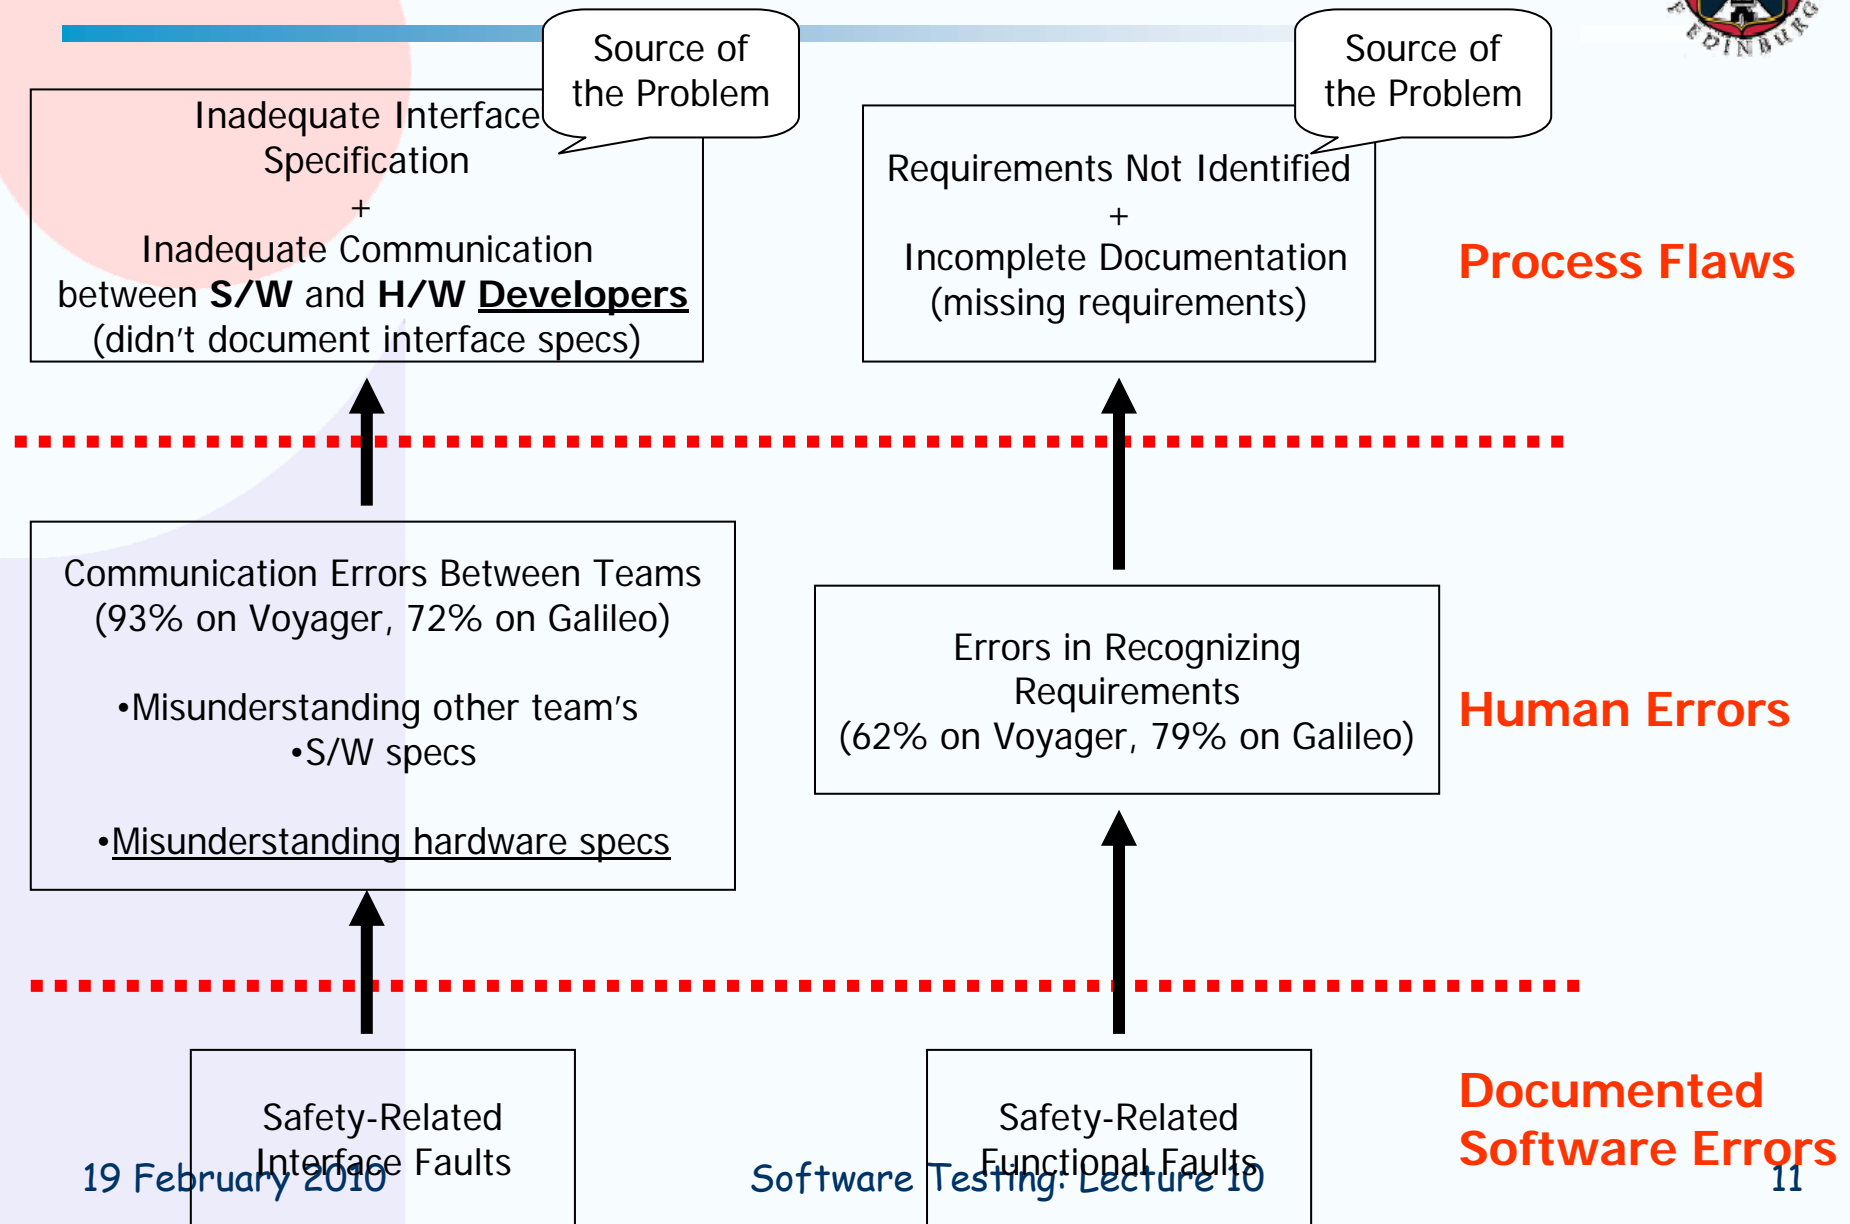 Source of
the Problem
Source of
the Problem
F EDINBURG
Inadequate Interface
Specification
+
Inadequate Communication
between S/W and H/W Developers
(didn't document interface specs)
Requirements Not Identified
+
Incomplete Documentation
(missing requirements)
Process Flaws
Communication Errors Between Teams
(93% on Voyager, 72% on Galileo)
•Misunderstanding other team's
•S/W specs
•Misunderstanding hardware specs
Errors in Recognizing
Requirements
(62% on Voyager, 79% on Galileo)
Human Errors
Safety-Related
Interface Faults
Safety-Related
Functional Faults
Documented
Software Errors
19 February 2010
Software Testing: Lecture 10
11